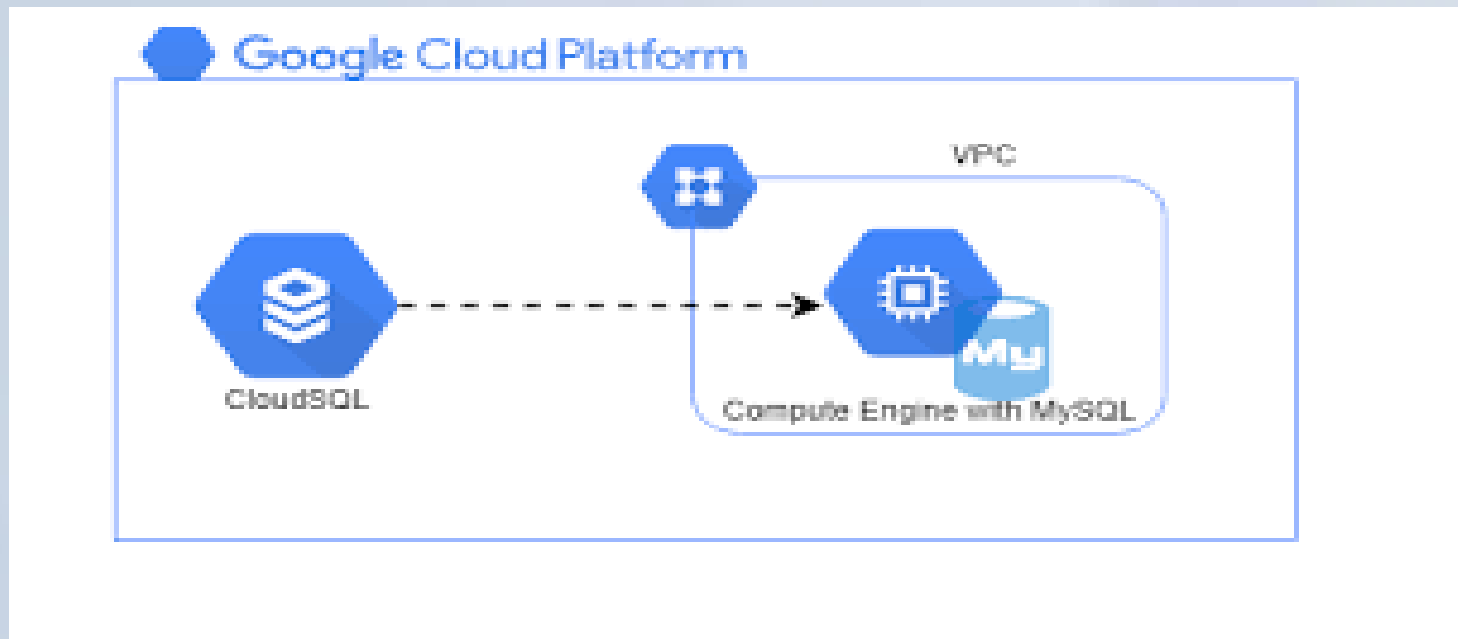 Google Cloud Platform
VPC
CloudSQL
My
Compute Engine with MySQL